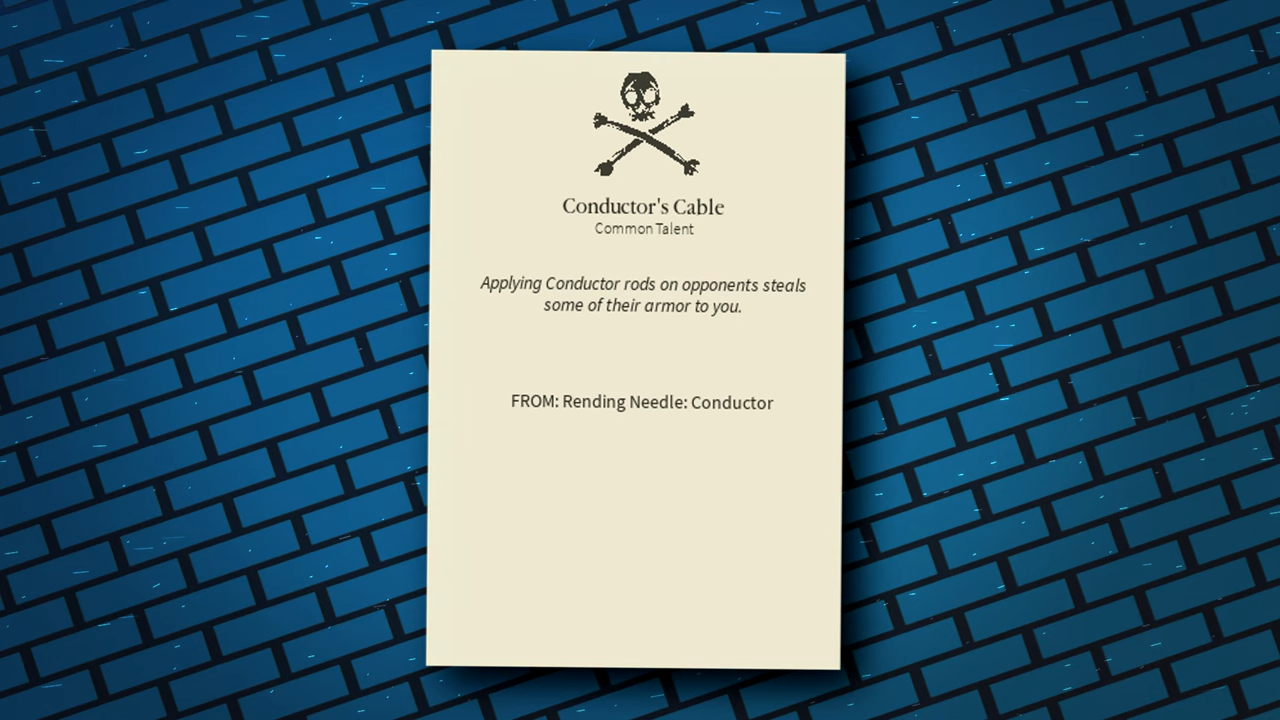 Conductor's Cable
Common Talent
Applying Conductor rods on opponents steals
some of their armor to you.
FROM: Rending Needle: Conductor